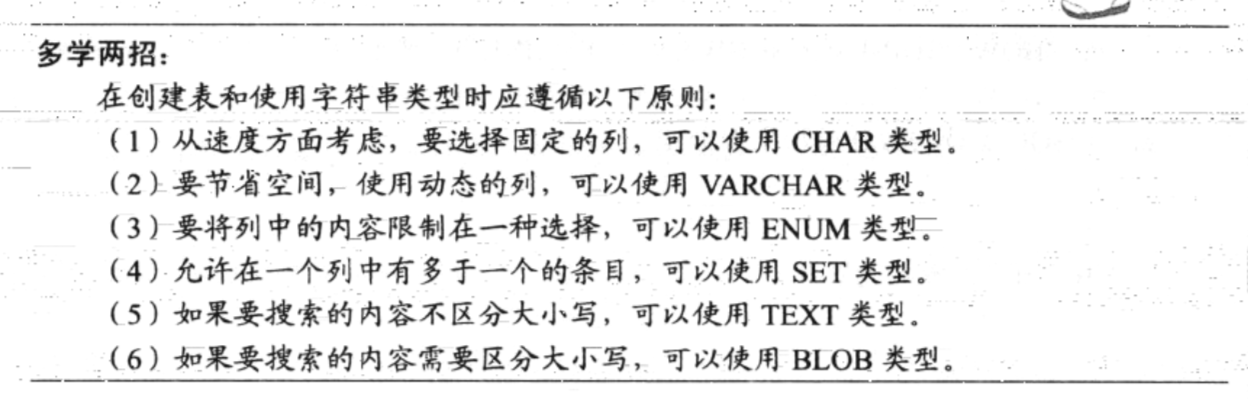 多学两招：
在创建表和使用字符串类型时应遵循以下原则：
（1）从速度方面考虑，要选择固定的列，可以使用 CHAR 类型。
（2）要节省空间，使用动态的列，可以使用 VARCHAR 类型。
（3）要将列中的内容限制在一种选择，可以使用 ENUM 类型。
（4）允许在一个列中有多于一个的条目，可以使用 SET 类型。
（5）如果要搜索的内容不区分大小写，可以使用 TEXT 类型。
（6）如果要搜索的内容需要区分大小写，可以使用 BLOB 类型。